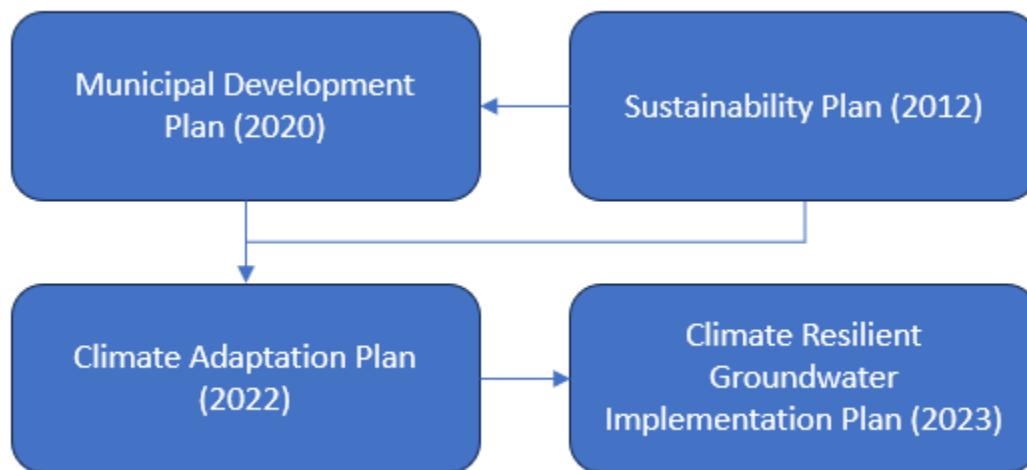 Municipal Development
Plan (2020)
Sustainability Plan (2012)
Climate Adaptation Plan
(2022)
Climate Resilient
Groundwater
Implementation Plan (2023)